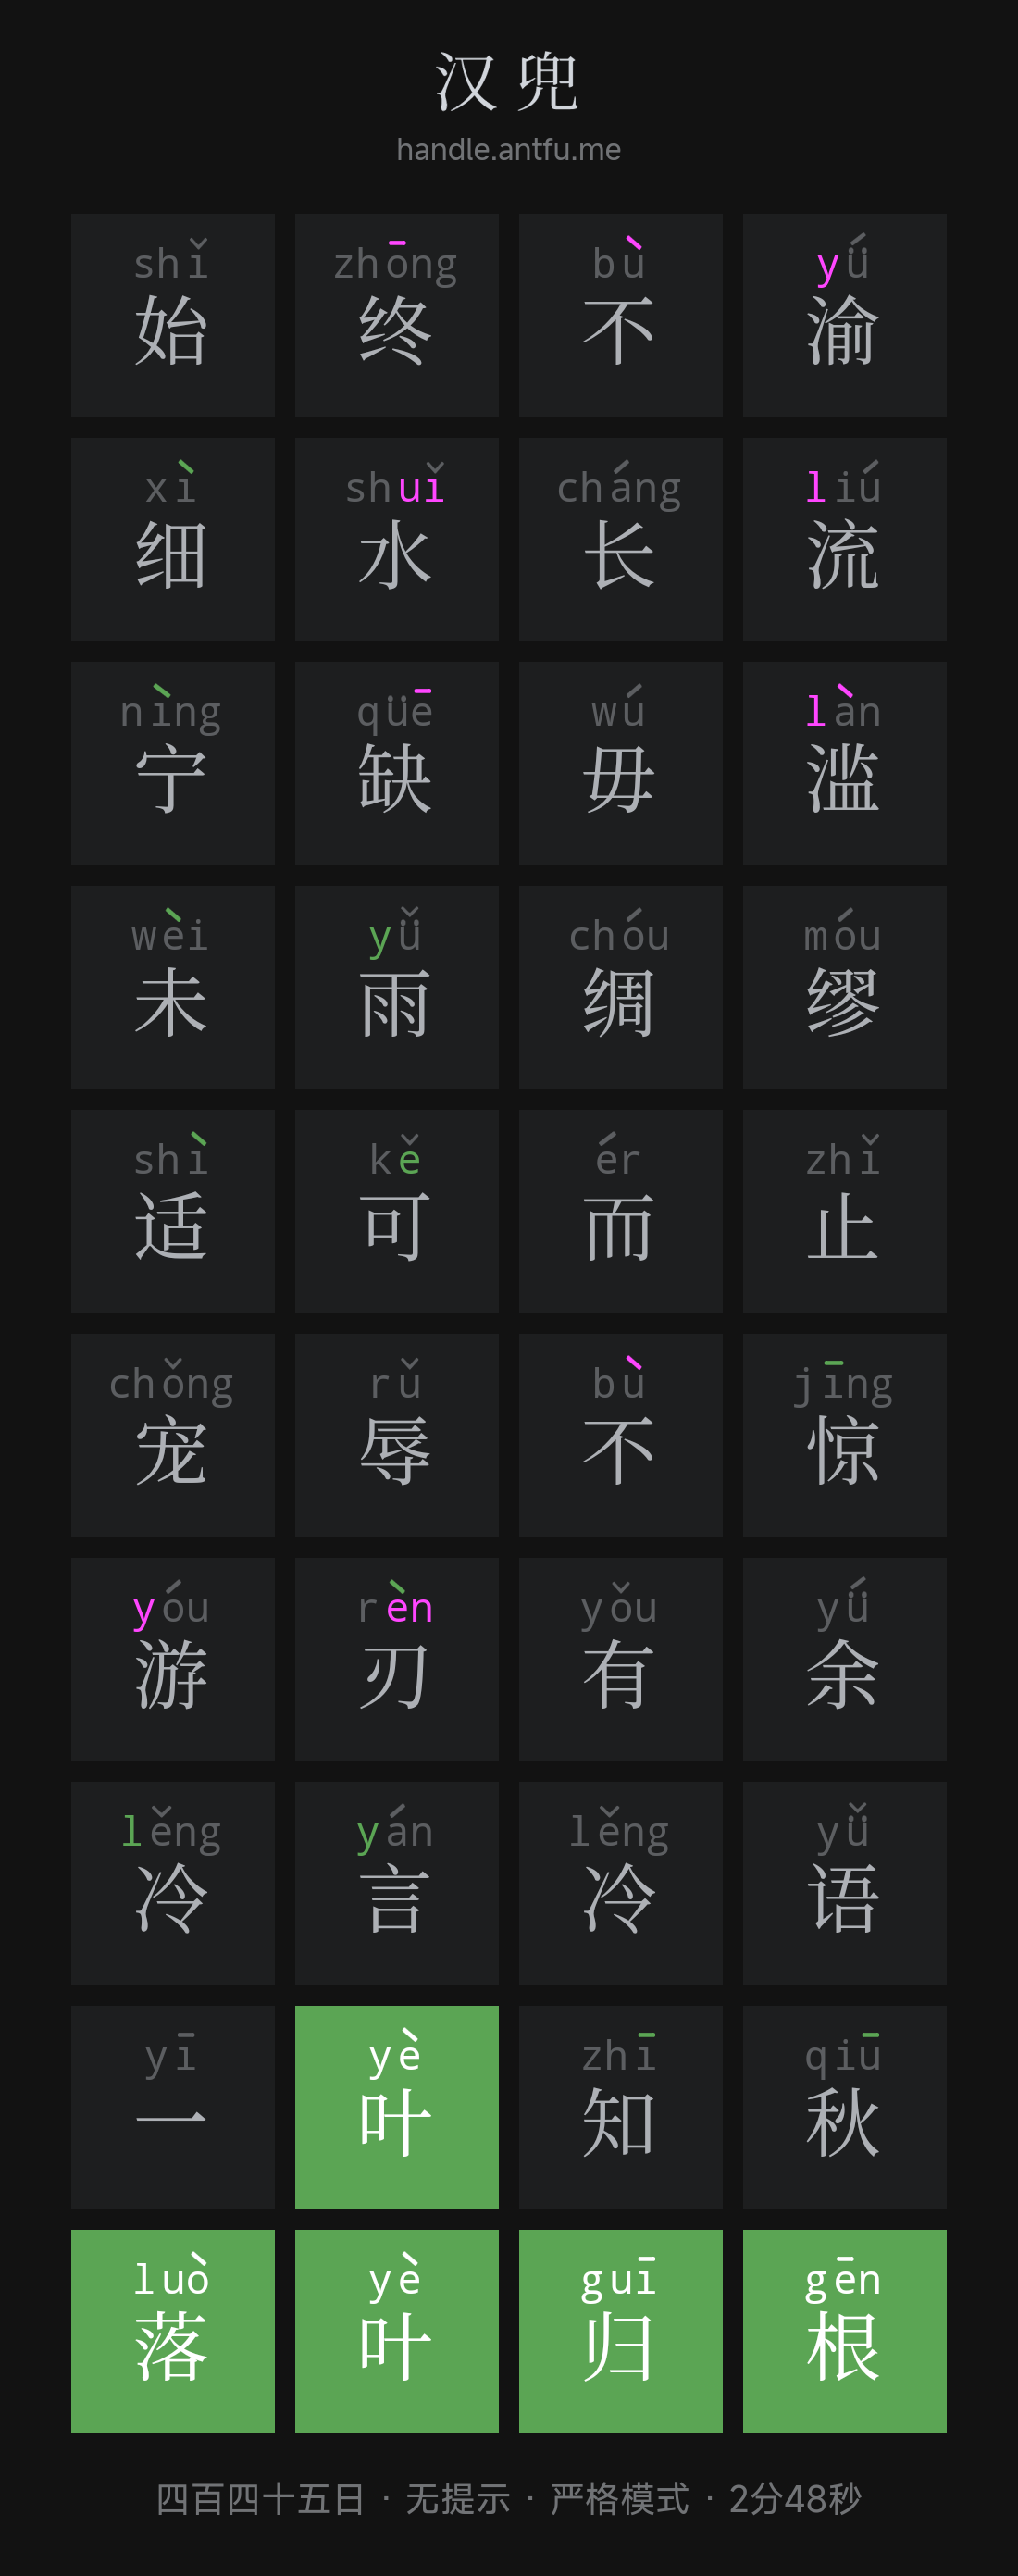 汉兜
handle.antfu.me
shǐ zhōng bù yǘ
始 终 不 渝
xì shuǐ cháng liú
细 水 长 流
nìng qüē wú làn
宁 缺 毋 滥
wèi yǚ chóu móu
未 雨 绸 缪
shì kě ér zhǐ
适 可 而 止
chǒng rǔ bù jīng
宠 辱 不 惊
yóu rèn yǒu yǘ
游 刃 有 余
lěng yán lěng yǚ
冷 言 冷 语
yī yè zhī qiū
一 叶 知 秋
luò yè guī gēn
落 叶 归 根
四百四十五日 · 无提示 · 严格模式 · 2分48秒